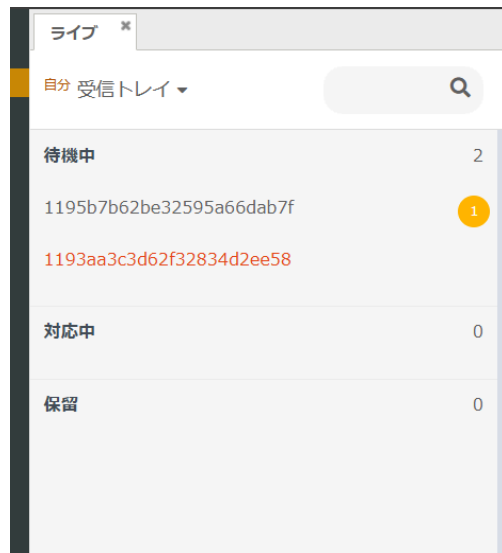 ライブ ×
自分 受信トレイ
待機中 2
1195b7b62be32595a66dab7f 1
1193aa3c3d62f32834d2ee58
対応中 0
保留 0